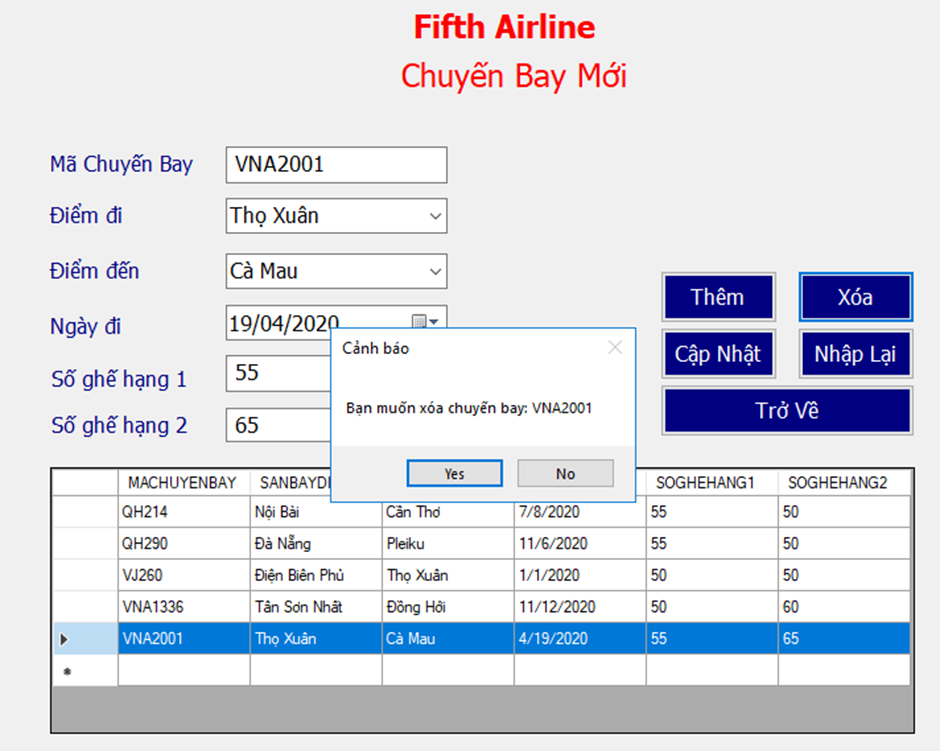 Fifth Airline
Chuyến Bay Mới
Mã Chuyến Bay VNA2001
Điểm đi Thọ Xuân
Điểm đến Cà Mau
Ngày đi 19/04/2020
Số ghế hạng 1 55
Số ghế hạng 2 65
Thêm Xóa
Cập Nhật Nhập Lại
Trở Về
Cảnh báo
Bạn muốn xóa chuyến bay: VNA2001
Yes No
MACHUYENBAY SANBAYDI SOGHEHANG1 SOGHEHANG2
QH214 Nội Bài Cần Thơ 7/8/2020 55 50
QH290 Đà Nẵng Pleiku 11/6/2020 55 50
VJ260 Điện Biên Phủ Thọ Xuân 1/1/2020 50 50
VNA1336 Tân Sơn Nhất Đồng Hới 11/12/2020 50 60
VNA2001 Thọ Xuân Cà Mau 4/19/2020 55 65